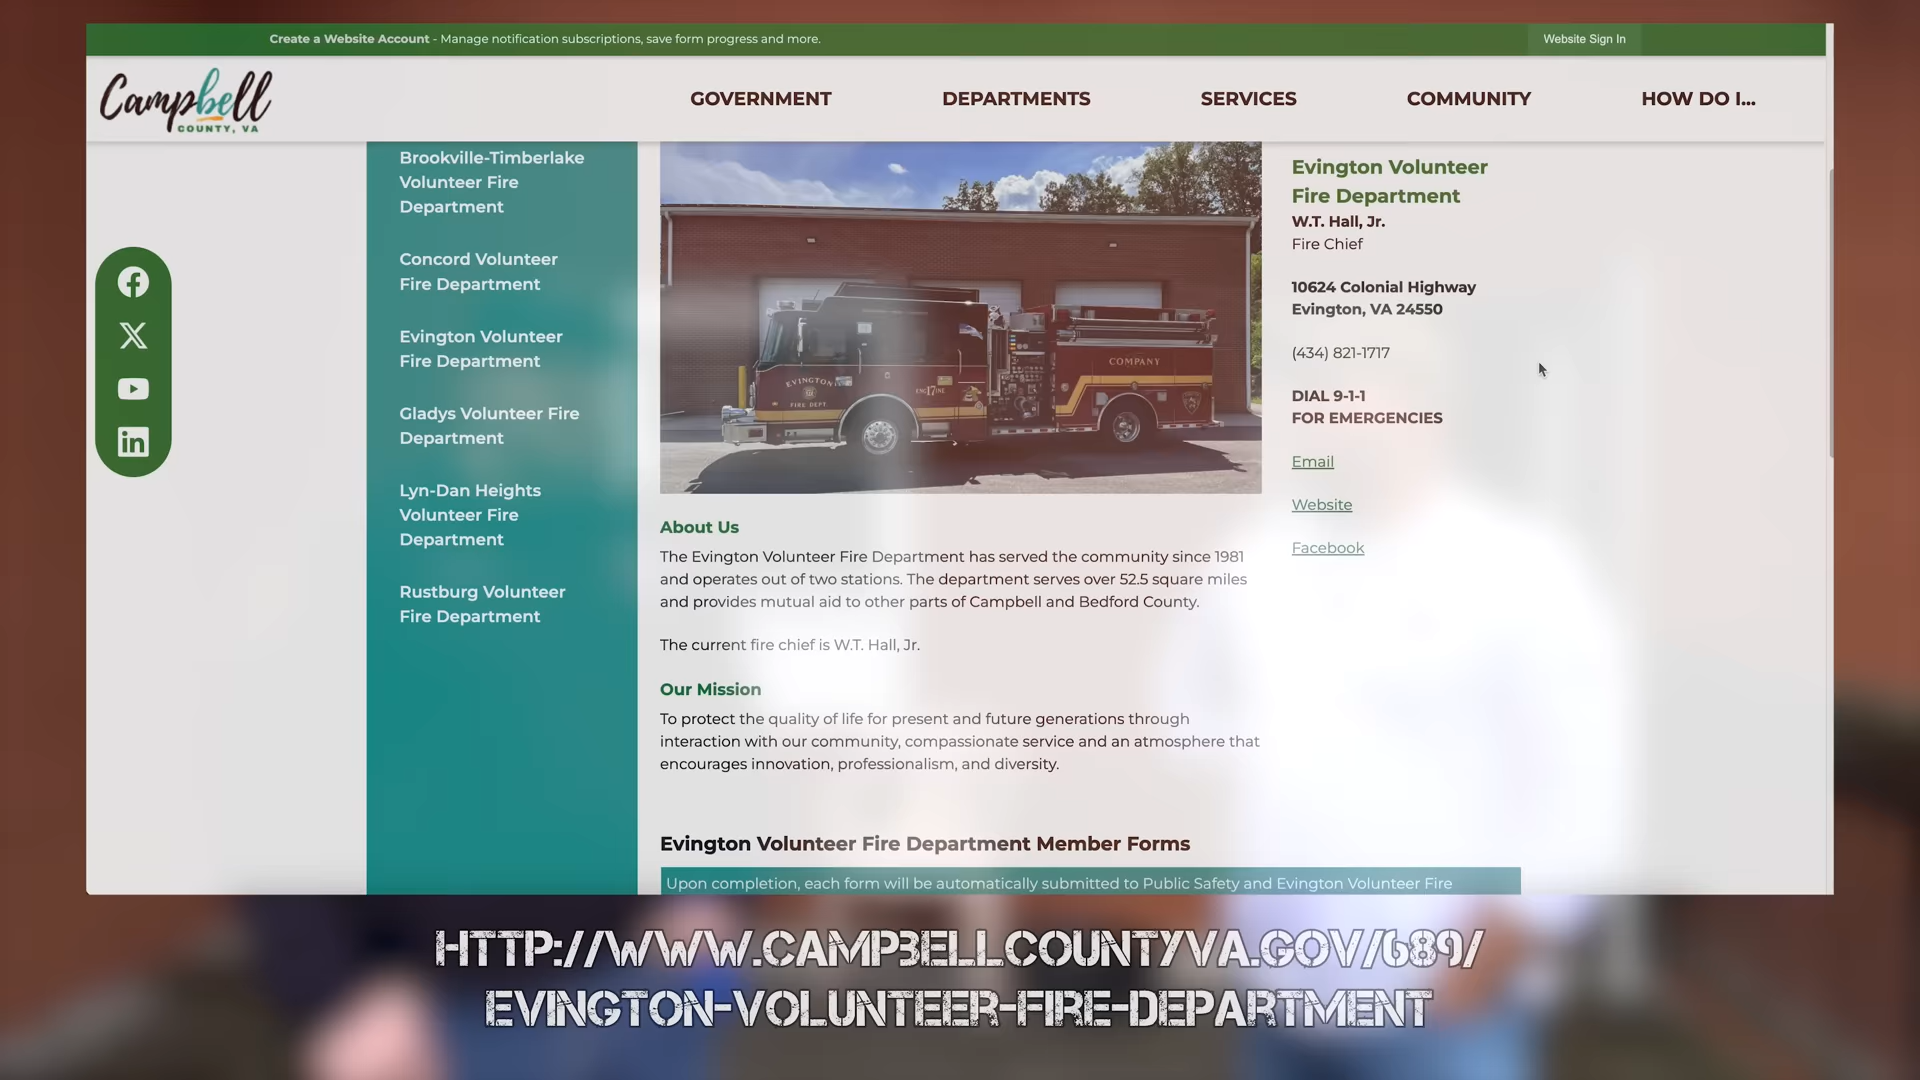 Create a Website Account - Manage notification subscriptions, save form progress and more.
Website Sign In
Campbell
COUNTY, VA
GOVERNMENT
DEPARTMENTS
SERVICES
COMMUNITY
HOW DO I...
Brookville-Timberlake
Volunteer Fire
Department
Concord Volunteer
Fire Department
Evington Volunteer
Fire Department
Gladys Volunteer Fire
Department
Lyn-Dan Heights
Volunteer Fire
Department
Rustburg Volunteer
Fire Department
EVINGTON
FIRE DEPT
ENG 17
COMPANY
About Us
The Evington Volunteer Fire Department has served the community since 1981
and operates out of two stations. The department serves over 52.5 square miles
and provides mutual aid to other parts of Campbell and Bedford County.
The current fire chief is W.T. Hall, Jr.
Our Mission
To protect the quality of life for present and future generations through
interaction with our community, compassionate service and an atmosphere that
encourages innovation, professionalism, and diversity.
Evington Volunteer Fire Department Member Forms
Upon completion, each form will be automatically submitted to Public Safety and Evington Volunteer Fire
Evington Volunteer
Fire Department
W.T. Hall, Jr.
Fire Chief
10624 Colonial Highway
Evington, VA 24550
(434) 821-1717
DIAL 9-1-1
FOR EMERGENCIES
Email
Website
Facebook
HTTP://WWW.CAMPBELLCOUNTYVA.GOV/689/
EVINGTON-VOLUNTEER-FIRE-DEPARTMENT